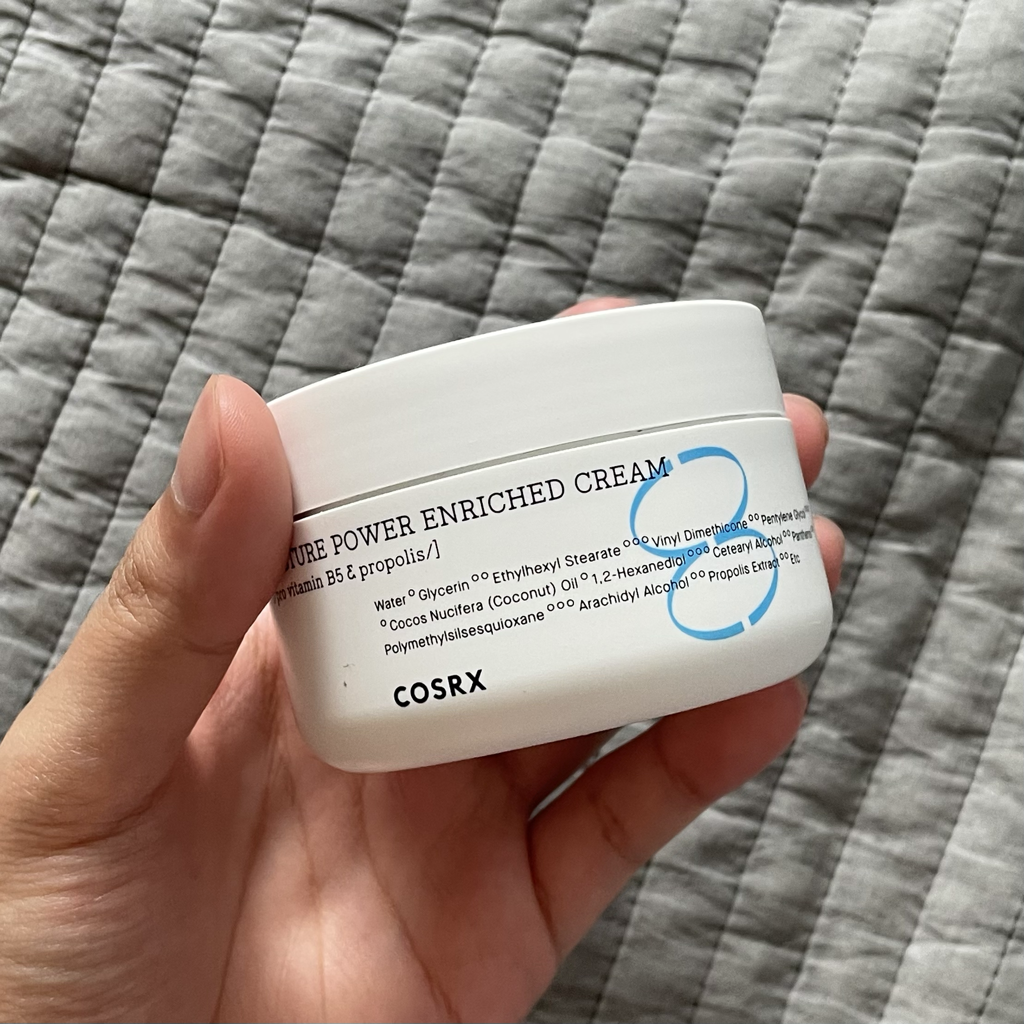 TURE POWER ENRICHED CREAM
pro vitamin B5 & propolis/]
Water ° Glycerin °° Ethylhexyl Stearate °°° Vinyl Dimethicone °° Pentylene Glycol
° Cocos Nucifera (Coconut) Oil ° 1,2-Hexanediol °°° Cetearyl Alcohol °° Panthenol
Polymethylsilsesquioxane °°° Arachidyl Alcohol °° Propolis Extract °° Etc
COSRX